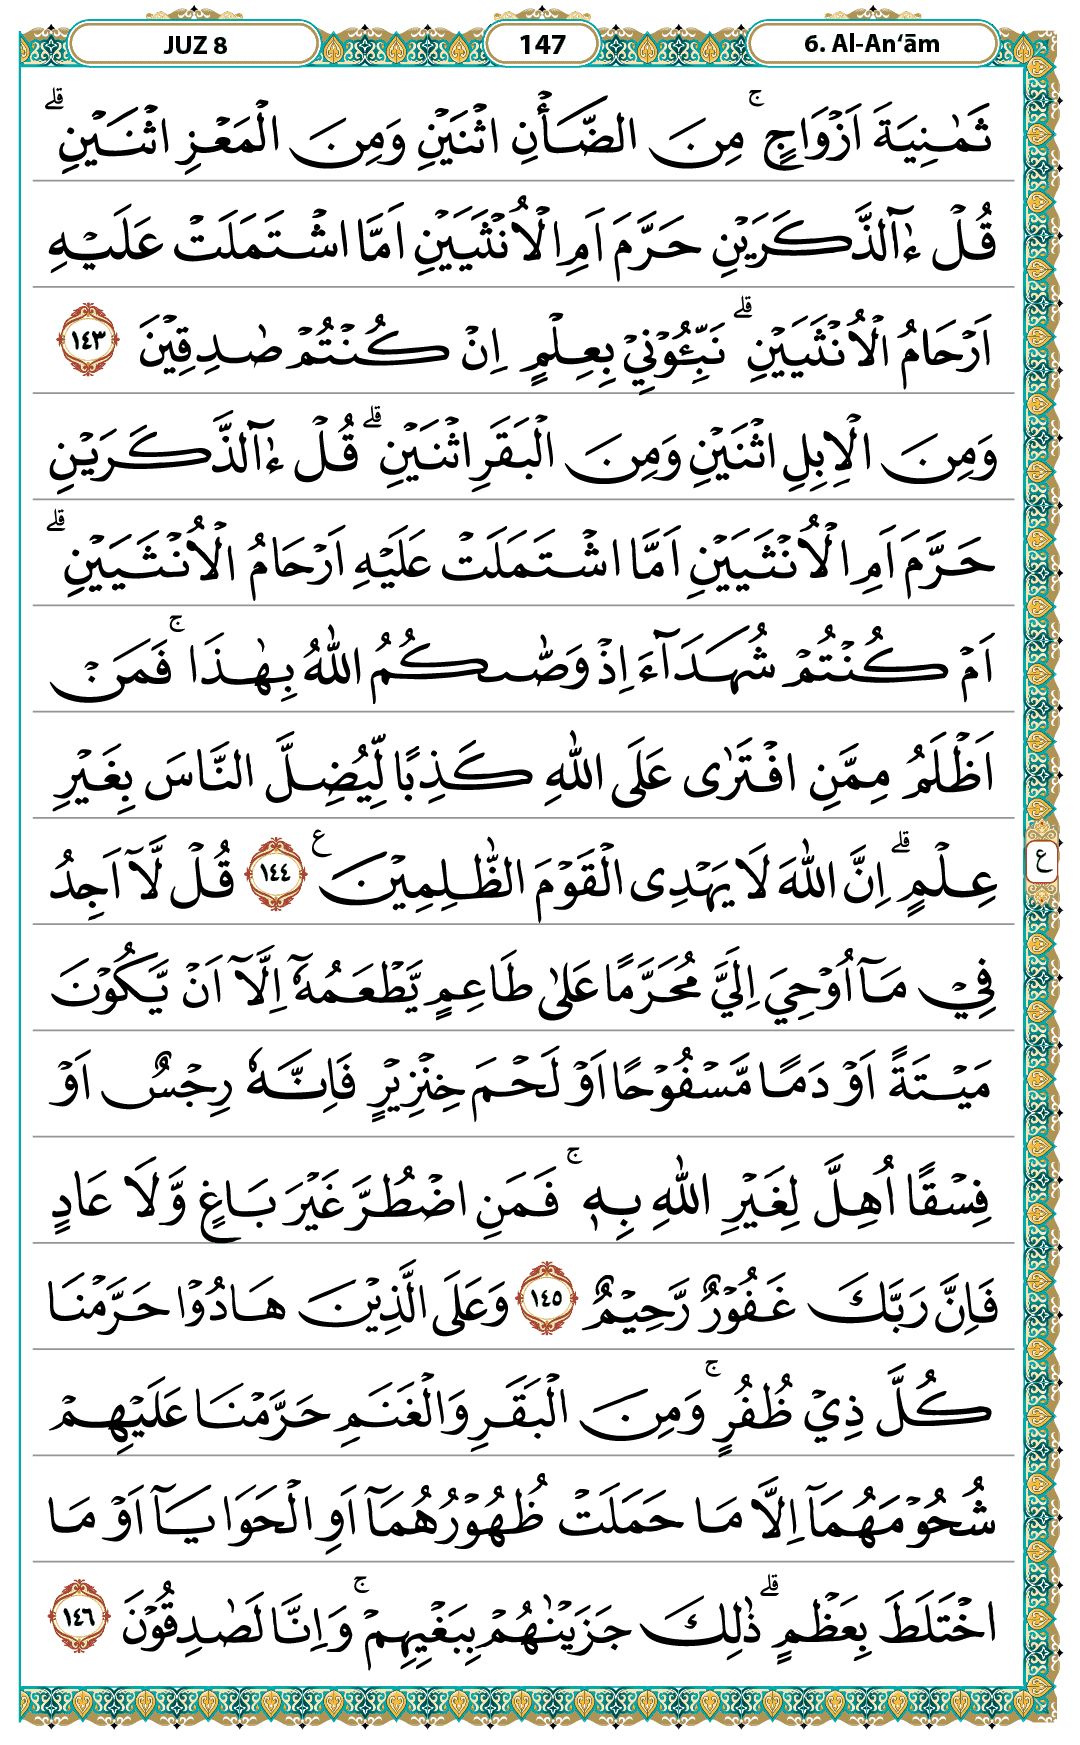 JUZ 8 147 6. Al-An‘ām
ثَمٰنِيَةَ اَزْوَاجٍ ۚ مِنَ الضَّأْنِ اثْنَيْنِ وَمِنَ الْمَعْزِ اثْنَيْنِ ۗ
قُلْ ءٰۤالذَّكَرَيْنِ حَرَّمَ اَمِ الْاُنْثَيَيْنِ اَمَّا اشْتَمَلَتْ عَلَيْهِ
اَرْحَامُ الْاُنْثَيَيْنِ ۗ نَبِّـُٔوْنِيْ بِعِلْمٍ اِنْ كُنْتُمْ صٰدِقِيْنَ ١٤٣
وَمِنَ الْاِبِلِ اثْنَيْنِ وَمِنَ الْبَقَرِ اثْنَيْنِ ۗ قُلْ ءٰۤالذَّكَرَيْنِ
حَرَّمَ اَمِ الْاُنْثَيَيْنِ اَمَّا اشْتَمَلَتْ عَلَيْهِ اَرْحَامُ الْاُنْثَيَيْنِ ۗ
اَمْ كُنْتُمْ شُهَدَاۤءَ اِذْ وَصّٰىكُمُ اللّٰهُ بِهٰذَا ۚ فَمَنْ
اَظْلَمُ مِمَّنِ افْتَرٰى عَلَى اللّٰهِ كَذِبًا لِّيُضِلَّ النَّاسَ بِغَيْرِ
عِلْمٍ ۗ اِنَّ اللّٰهَ لَا يَهْدِى الْقَوْمَ الظّٰلِمِيْنَ ࣖ ١٤٤ قُلْ لَّاۤ اَجِدُ
ع
فِيْ مَاۤ اُوْحِيَ اِلَيَّ مُحَرَّمًا عَلٰى طَاعِمٍ يَّطْعَمُهٗٓ اِلَّاۤ اَنْ يَّكُوْنَ
مَيْتَةً اَوْ دَمًا مَّسْفُوْحًا اَوْ لَحْمَ خِنْزِيْرٍ فَاِنَّهٗ رِجْسٌ اَوْ
فِسْقًا اُهِلَّ لِغَيْرِ اللّٰهِ بِهٖ ۚ فَمَنِ اضْطُرَّ غَيْرَ بَاغٍ وَّلَا عَادٍ
فَاِنَّ رَبَّكَ غَفُوْرٌ رَّحِيْمٌ ١٤٥ وَعَلَى الَّذِيْنَ هَادُوْا حَرَّمْنَا
كُلَّ ذِيْ ظُفُرٍ ۚ وَمِنَ الْبَقَرِ وَالْغَنَمِ حَرَّمْنَا عَلَيْهِمْ
شُحُوْمَهُمَاۤ اِلَّا مَا حَمَلَتْ ظُهُوْرُهُمَاۤ اَوِ الْحَوَايَاۤ اَوْ مَا
اخْتَلَطَ بِعَظْمٍ ۗ ذٰلِكَ جَزَيْنٰهُمْ بِبَغْيِهِمْ ۚ وَاِنَّا لَصٰدِقُوْنَ ١٤٦